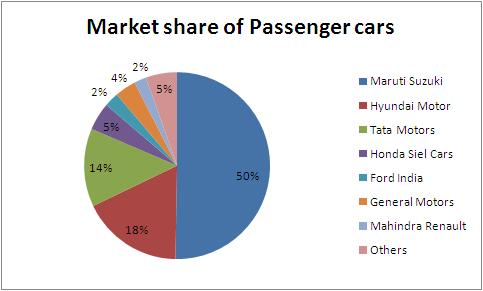 Market share of Passenger cars
2%
4%
2%
5%
5%
14%
18%
50%
Maruti Suzuki
Hyundai Motor
Tata Motors
Honda Siel Cars
Ford India
General Motors
Mahindra Renault
Others